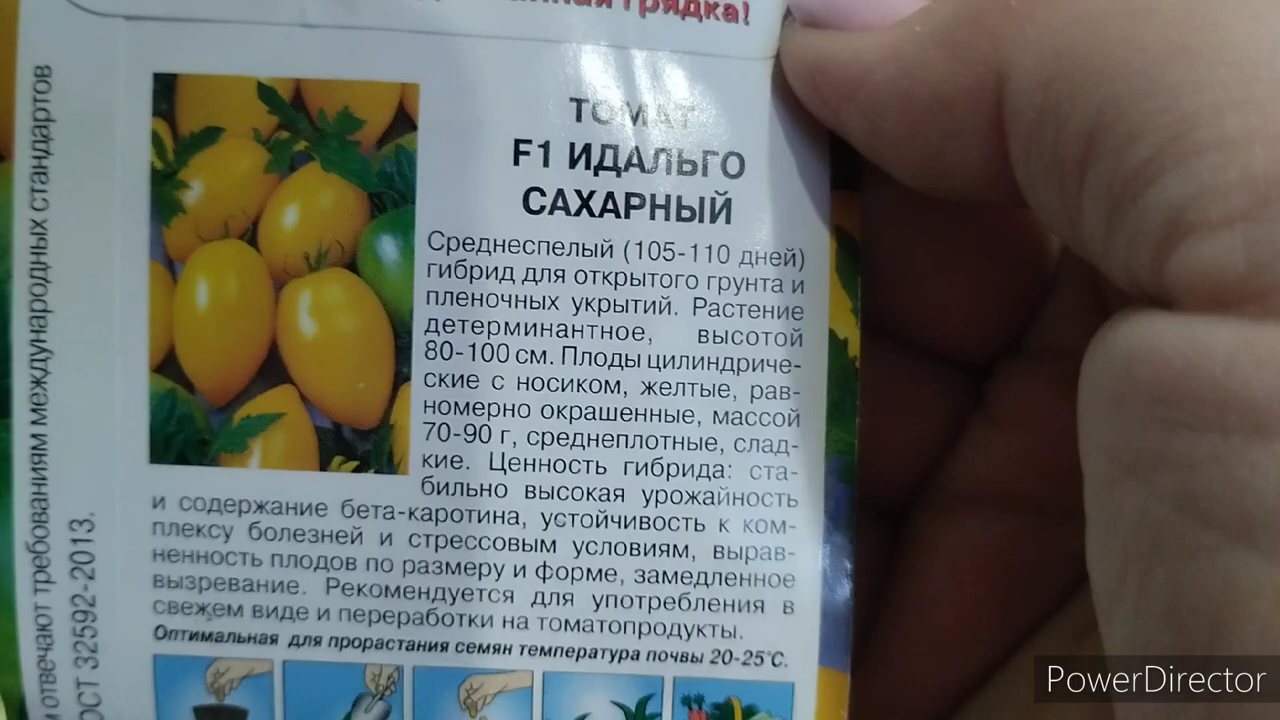 грядка!
ТОМАТ
F1 ИДАЛЬГО
САХАРНЫЙ
Среднеспелый (105-110 дней)
гибрид для открытого грунта и
пленочных укрытий. Растение
детерминантное, высотой
80-100 см. Плоды цилиндриче-
ские с носиком, желтые, рав-
номерно окрашенные, массой
70-90 г, среднеплотные, слад-
кие. Ценность гибрида: ста-
бильно высокая урожайность
и содержание бета-каротина, устойчивость к ком-
плексу болезней и стрессовым условиям, вырав-
ненность плодов по размеру и форме, замедленное
вызревание. Рекомендуется для употребления в
свежем виде и переработки на томатопродукты.
Оптимальная для прорастания семян температура почвы 20-25°С.
и отвечают требованиям международных стандартов
ОСТ 32592-2013.
PowerDirector